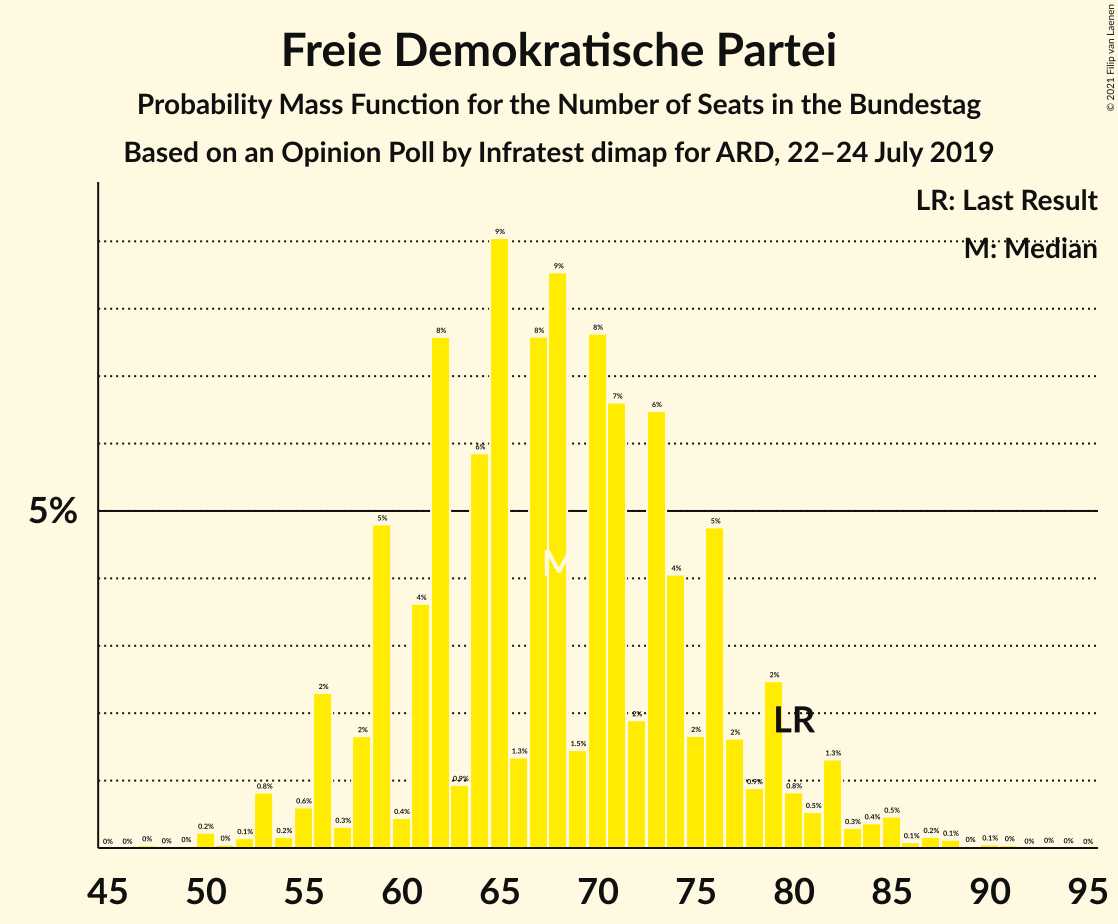 Freie Demokratische Partei
Probability Mass Function for the Number of Seats in the Bundestag
Based on an Opinion Poll by Infratest dimap for ARD, 22–24 July 2019
© 2021 Filip van Laenen
LR: Last Result
M: Median
5%
0% 0% 0% 0% 0% 0.2% 0% 0.1% 0.8% 0.2% 0.6% 2% 0.3% 2% 5% 0.4% 4% 8% 0.9% 6% 9% 1.3% 8% 9% 1.5% 8% 7% 2% 6% 4% 2% 5% 2% 0.9% 2% 0.8% 0.5% 1.3% 0.3% 0.4% 0.5% 0.1% 0.2% 0.1% 0% 0.1% 0% 0% 0% 0% 0%
M
LR
45 50 55 60 65 70 75 80 85 90 95